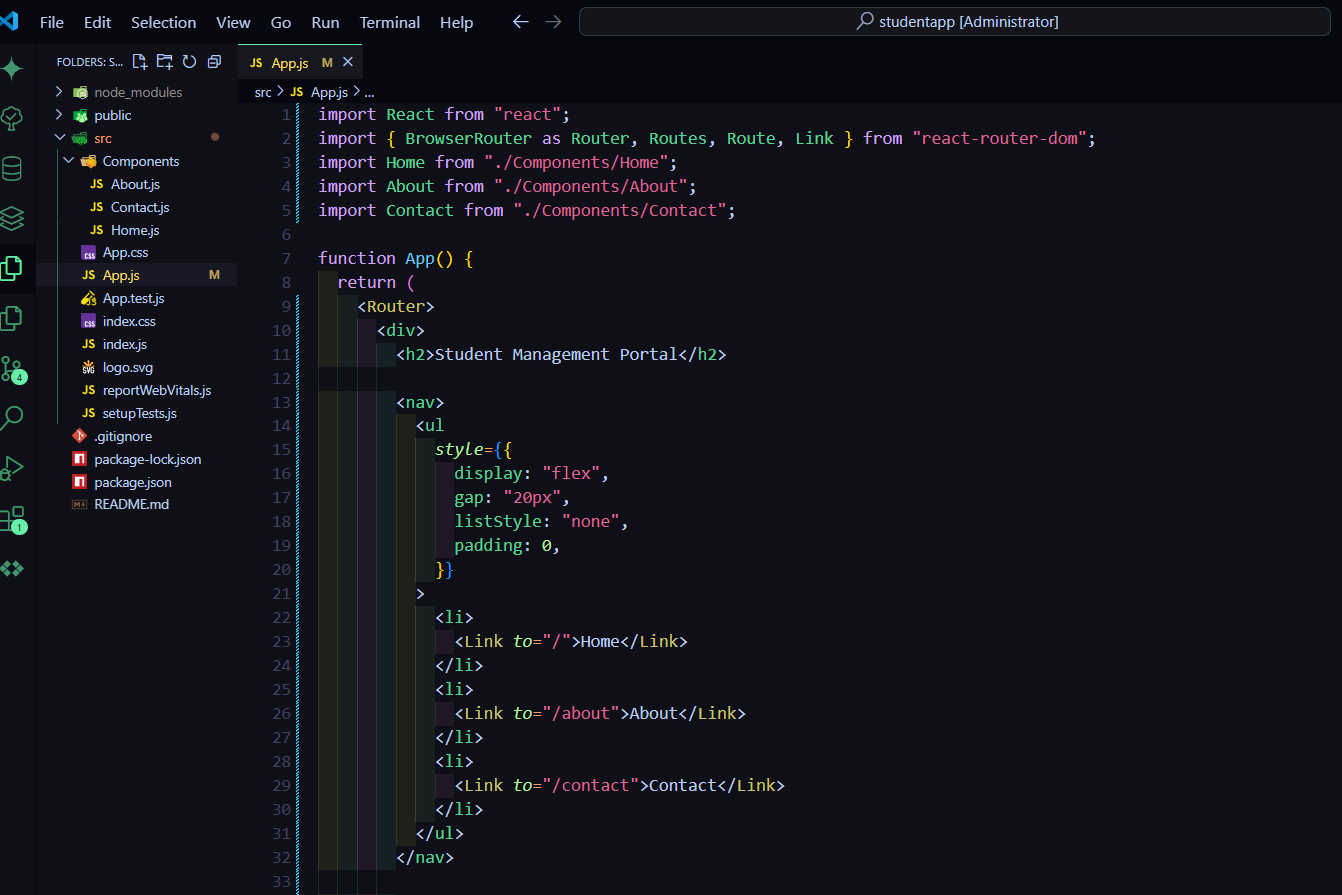 File Edit Selection View Go Run Terminal Help studentapp [Administrator]
FOLDERS: S...
node_modules
public
src
Components
JS About.js
JS Contact.js
JS Home.js
css App.css
JS App.js M
App.test.js
css index.css
JS index.js
SVG logo.svg
JS reportWebVitals.js
JS setupTests.js
.gitignore
package-lock.json
package.json
README.md
4
1
JS App.js M
src > JS App.js > ...
1 import React from "react";
2 import { BrowserRouter as Router, Routes, Route, Link } from "react-router-dom";
3 import Home from "./Components/Home";
4 import About from "./Components/About";
5 import Contact from "./Components/Contact";
6
7 function App() {
8   return (
9     <Router>
10       <div>
11         <h2>Student Management Portal</h2>
12
13         <nav>
14           <ul
15             style={{
16               display: "flex",
17               gap: "20px",
18               listStyle: "none",
19               padding: 0,
20             }}
21           >
22             <li>
23               <Link to="/">Home</Link>
24             </li>
25             <li>
26               <Link to="/about">About</Link>
27             </li>
28             <li>
29               <Link to="/contact">Contact</Link>
30             </li>
31           </ul>
32         </nav>
33